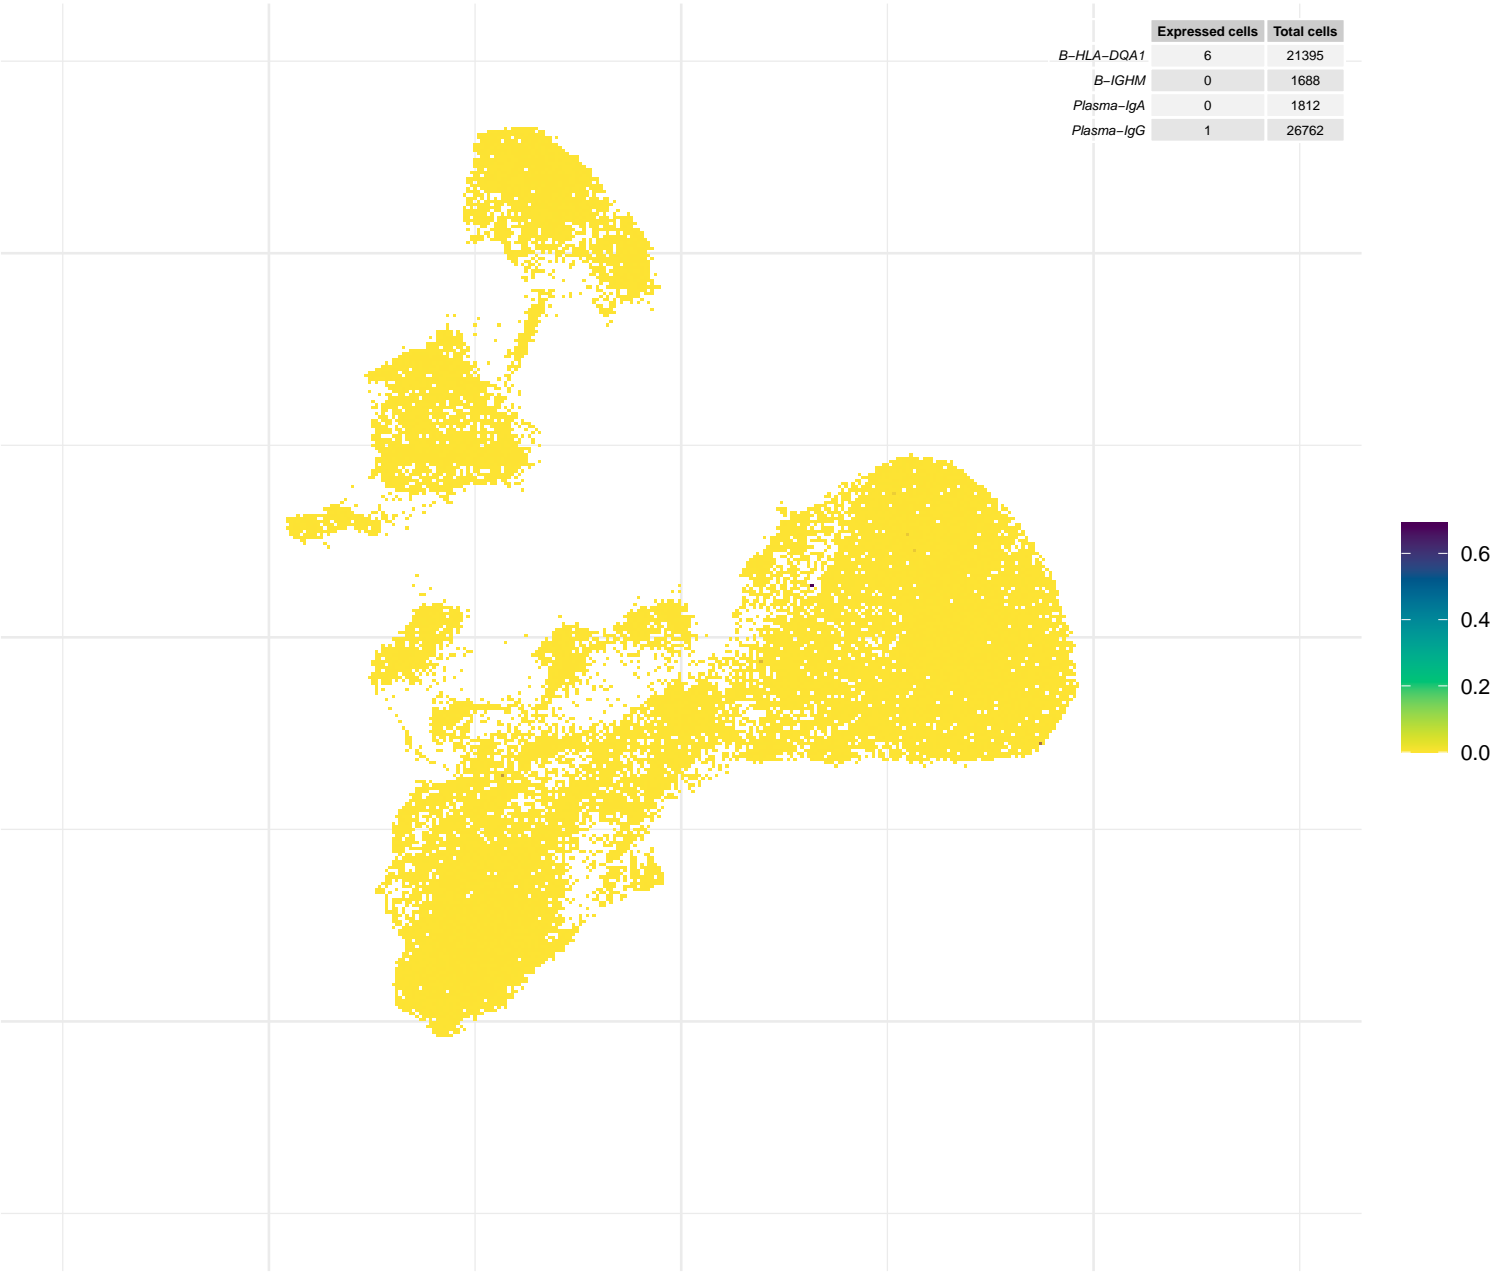 Expressed cells Total cells
B−HLA−DQA1 6 21395
B−IGHM 0 1688
Plasma−IgA 0 1812
Plasma−IgG 1 26762
0.6
0.4
0.2
0.0